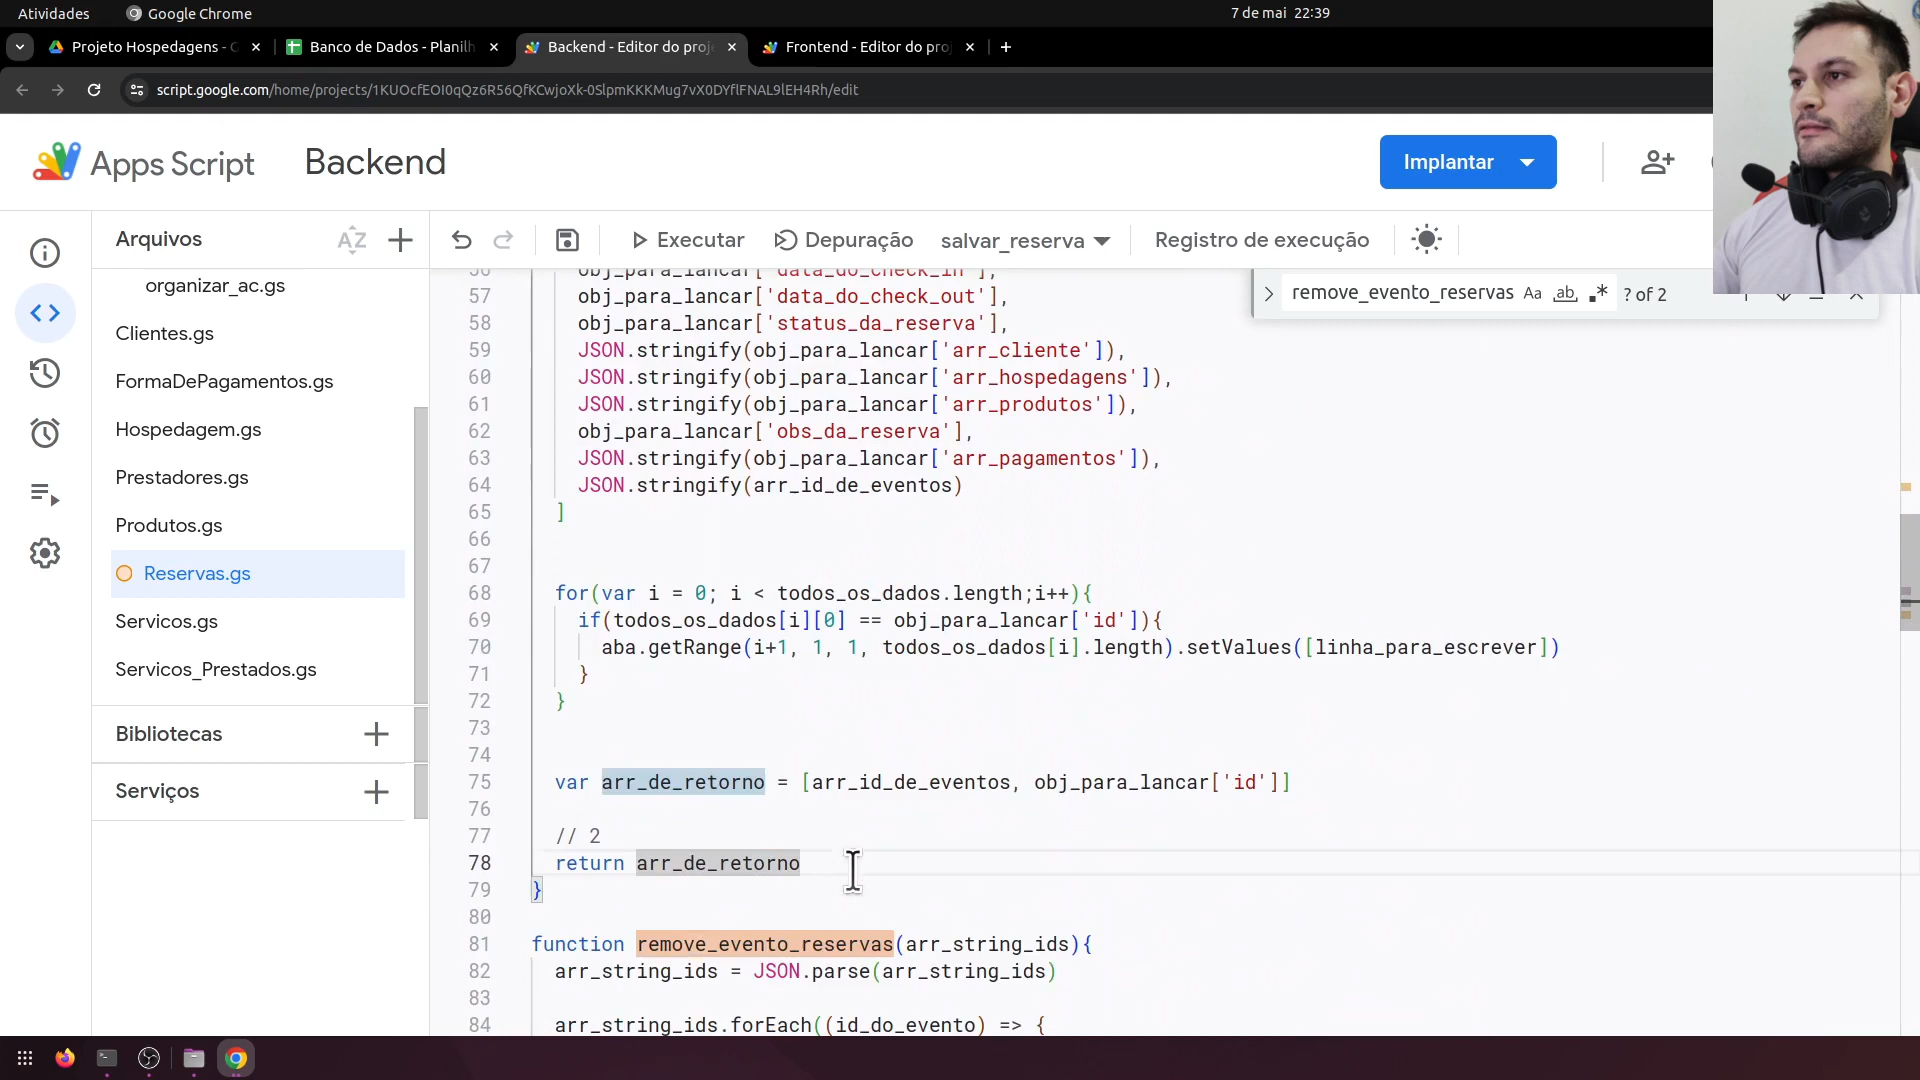 Atividades
Google Chrome
7 de mai 22:39
Projeto Hospedagens -
Banco de Dados - Planilh
Backend - Editor do proj
Frontend - Editor do pro
script.google.com/home/projects/1KUOcfEOI0qQz6R56QfKCwjoXk-0SlpmKKKMug7vX0DYflFNAL9lEH4Rh/edit
Apps Script
Backend
Implantar
Arquivos
AZ
Executar
Depuração
salvar_reserva
Registro de execução
organizar_ac.gs
Clientes.gs
FormaDePagamentos.gs
Hospedagem.gs
Prestadores.gs
Produtos.gs
Reservas.gs
Servicos.gs
Servicos_Prestados.gs
Bibliotecas
Serviços
remove_evento_reservas Aa ab .* ? of 2
56 obj_para_lancar['data_do_check_in'],
57 obj_para_lancar['data_do_check_out'],
58 obj_para_lancar['status_da_reserva'],
59 JSON.stringify(obj_para_lancar['arr_cliente']),
60 JSON.stringify(obj_para_lancar['arr_hospedagens']),
61 JSON.stringify(obj_para_lancar['arr_produtos']),
62 obj_para_lancar['obs_da_reserva'],
63 JSON.stringify(obj_para_lancar['arr_pagamentos']),
64 JSON.stringify(arr_id_de_eventos)
65 ]
66
67
68 for(var i = 0; i < todos_os_dados.length;i++){
69 if(todos_os_dados[i][0] == obj_para_lancar['id']){
70 aba.getRange(i+1, 1, 1, todos_os_dados[i].length).setValues([linha_para_escrever])
71 }
72 }
73
74
75 var arr_de_retorno = [arr_id_de_eventos, obj_para_lancar['id']]
76
77 // 2
78 return arr_de_retorno
79 }
80
81 function remove_evento_reservas(arr_string_ids){
82 arr_string_ids = JSON.parse(arr_string_ids)
83
84 arr_string_ids.forEach((id_do_evento) => {